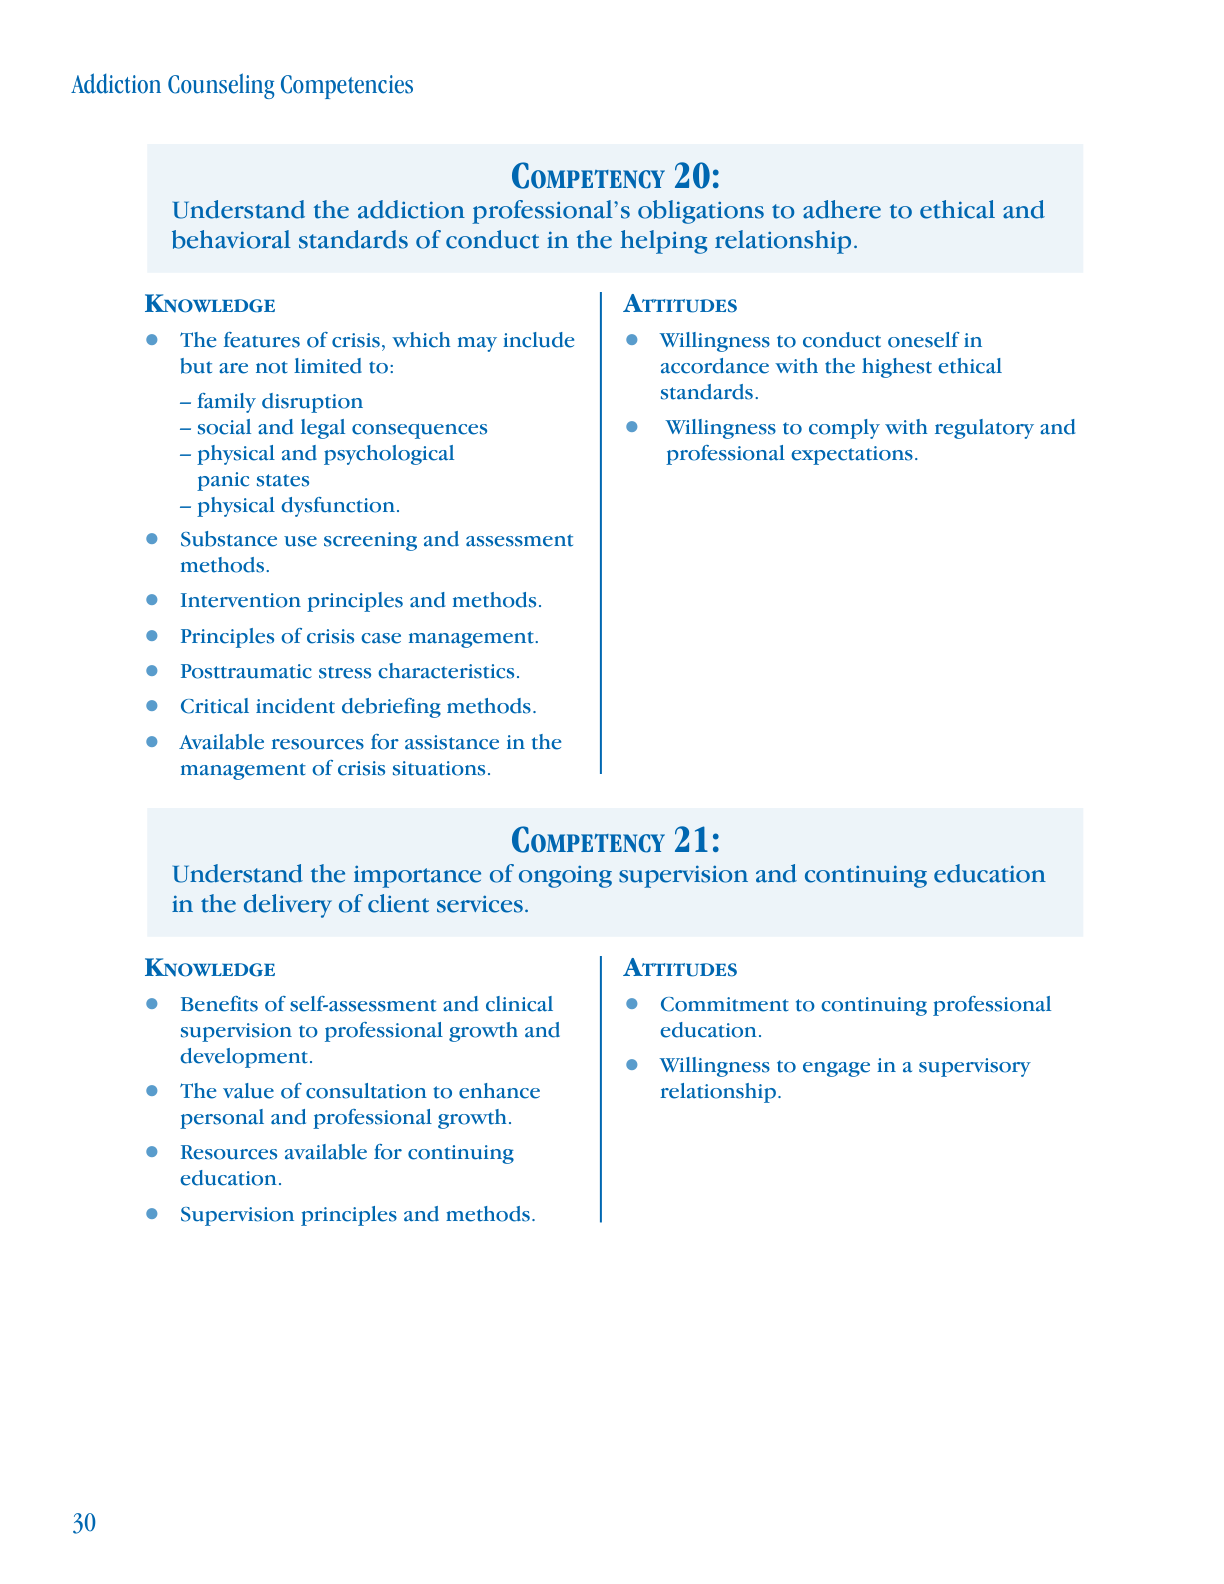 Addiction Counseling Competencies
COMPETENCY 20:
Understand the addiction professional's obligations to adhere to ethical and
behavioral standards of conduct in the helping relationship.
KNOWLEDGE
● The features of crisis, which may include
but are not limited to:
– family disruption
– social and legal consequences
– physical and psychological
panic states
– physical dysfunction.
● Substance use screening and assessment
methods.
● Intervention principles and methods.
● Principles of crisis case management.
● Posttraumatic stress characteristics.
● Critical incident debriefing methods.
● Available resources for assistance in the
management of crisis situations.
ATTITUDES
● Willingness to conduct oneself in
accordance with the highest ethical
standards.
● Willingness to comply with regulatory and
professional expectations.
COMPETENCY 21:
Understand the importance of ongoing supervision and continuing education
in the delivery of client services.
KNOWLEDGE
● Benefits of self-assessment and clinical
supervision to professional growth and
development.
● The value of consultation to enhance
personal and professional growth.
● Resources available for continuing
education.
● Supervision principles and methods.
ATTITUDES
● Commitment to continuing professional
education.
● Willingness to engage in a supervisory
relationship.
30